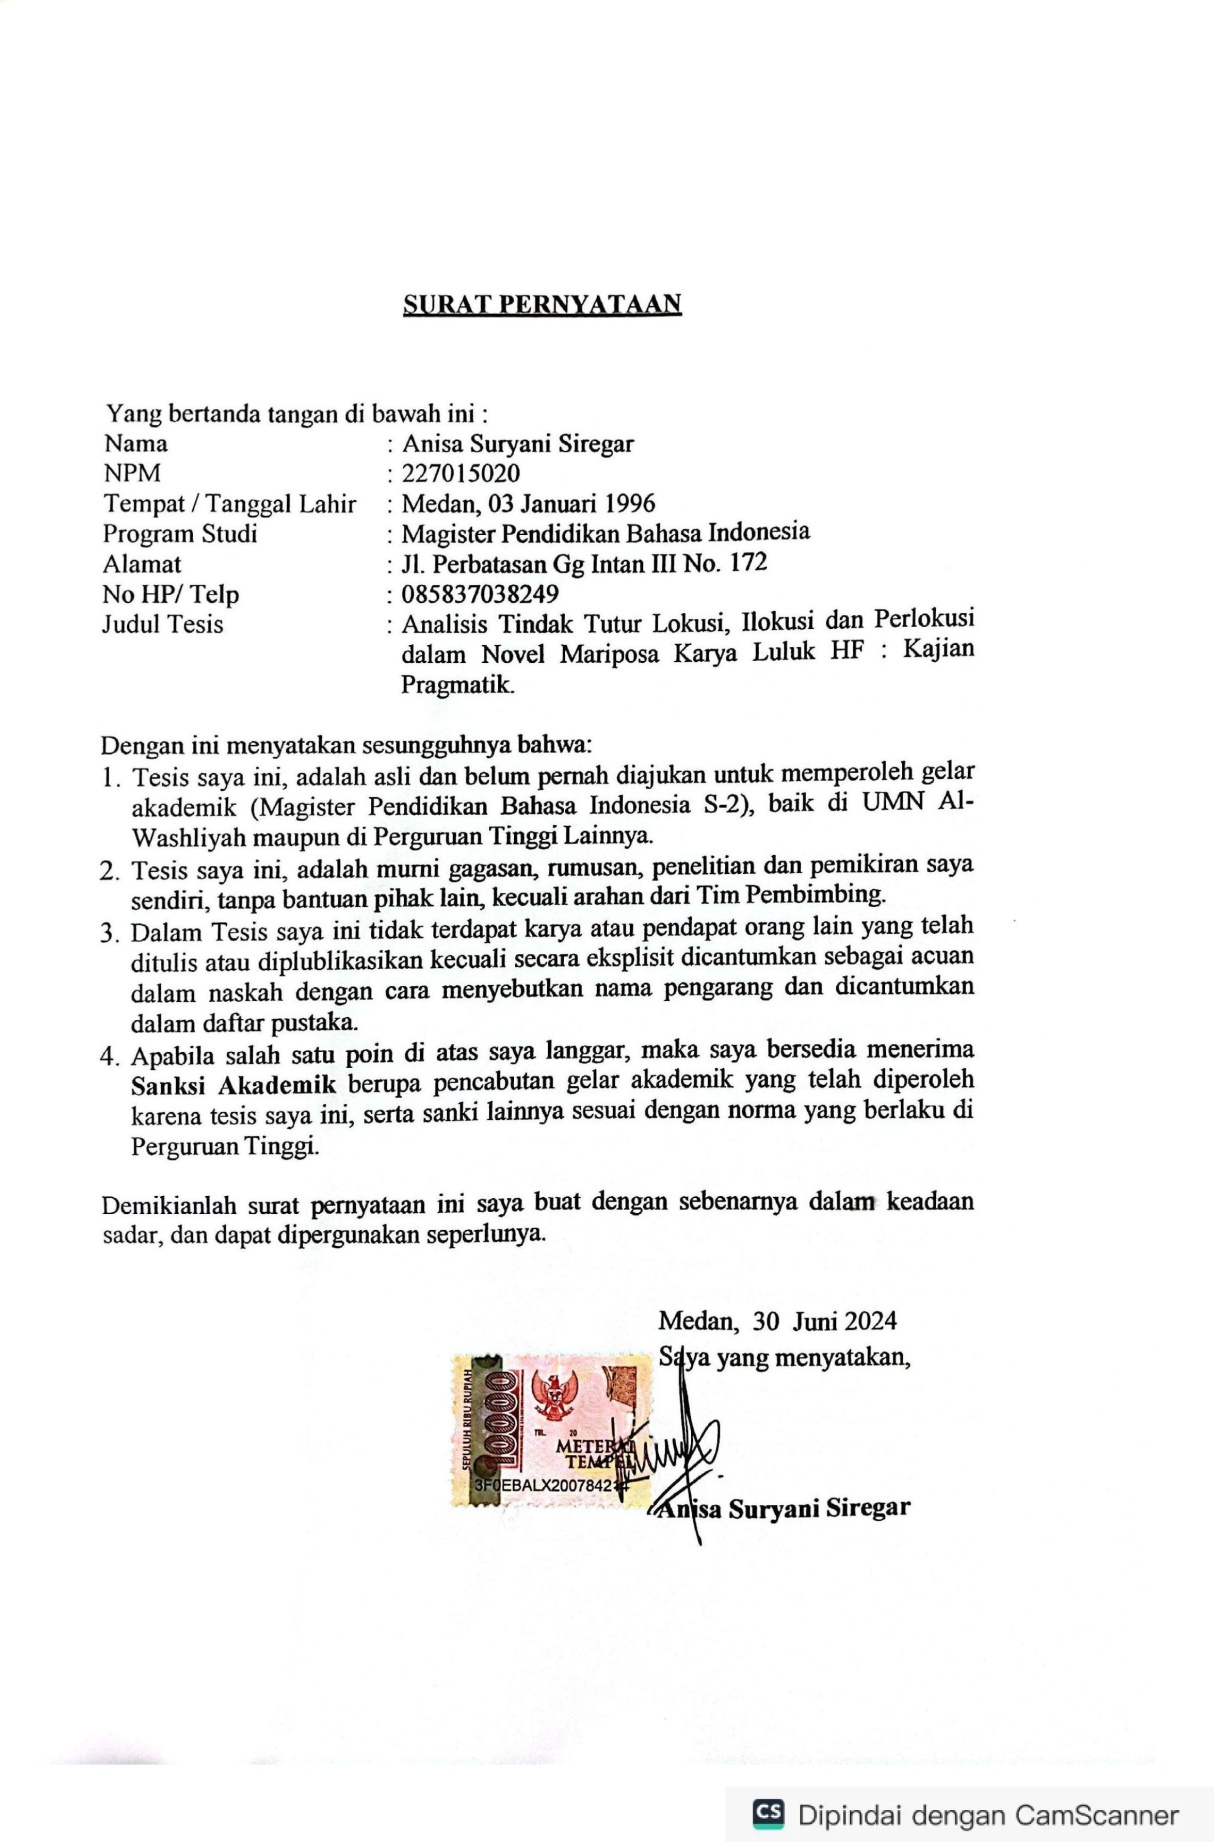 SURAT PERNYATAAN
Yang bertanda tangan di bawah ini :
Nama : Anisa Suryani Siregar
NPM : 227015020
Tempat / Tanggal Lahir : Medan, 03 Januari 1996
Program Studi : Magister Pendidikan Bahasa Indonesia
Alamat : Jl. Perbatasan Gg Intan III No. 172
No HP/ Telp : 085837038249
Judul Tesis : Analisis Tindak Tutur Lokusi, Ilokusi dan Perlokusi
dalam Novel Mariposa Karya Luluk HF : Kajian
Pragmatik.
Dengan ini menyatakan sesungguhnya bahwa:
1. Tesis saya ini, adalah asli dan belum pernah diajukan untuk memperoleh gelar
akademik (Magister Pendidikan Bahasa Indonesia S-2), baik di UMN Al-
Washliyah maupun di Perguruan Tinggi Lainnya.
2. Tesis saya ini, adalah murni gagasan, rumusan, penelitian dan pemikiran saya
sendiri, tanpa bantuan pihak lain, kecuali arahan dari Tim Pembimbing.
3. Dalam Tesis saya ini tidak terdapat karya atau pendapat orang lain yang telah
ditulis atau diplublikasikan kecuali secara eksplisit dicantumkan sebagai acuan
dalam naskah dengan cara menyebutkan nama pengarang dan dicantumkan
dalam daftar pustaka.
4. Apabila salah satu poin di atas saya langgar, maka saya bersedia menerima
Sanksi Akademik berupa pencabutan gelar akademik yang telah diperoleh
karena tesis saya ini, serta sanki lainnya sesuai dengan norma yang berlaku di
Perguruan Tinggi.
Demikianlah surat pernyataan ini saya buat dengan sebenarnya dalam keadaan
sadar, dan dapat dipergunakan seperlunya.
Medan, 30 Juni 2024
Saya yang menyatakan,
SEPULUH RIBU RUPIAH
10000
TGL. 20
METERAI
TEMPEL
Anisa Suryani Siregar
CS Dipindai dengan CamScanner